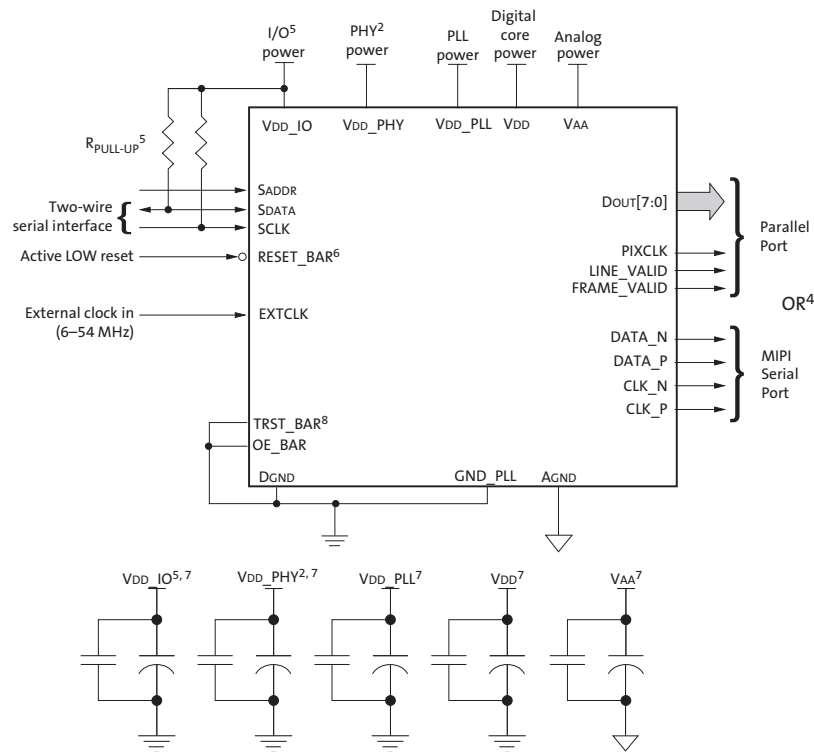 I/O⁵
power
PHY²
power
PLL
power
Digital
core
power
Analog
power
RPULL-UP⁵
VDD_IO
VDD_PHY
VDD_PLL
VDD
VAA
SADDR
Two-wire
serial interface
SDATA
SCLK
Active LOW reset
RESET_BAR⁶
External clock in
(6–54 MHz)
EXTCLK
TRST_BAR⁸
OE_BAR
DGND
GND_PLL
AGND
DOUT[7:0]
PIXCLK
LINE_VALID
FRAME_VALID
Parallel
Port
OR⁴
DATA_N
DATA_P
CLK_N
CLK_P
MIPI
Serial
Port
VDD_IO⁵˒ ⁷
VDD_PHY²˒ ⁷
VDD_PLL⁷
VDD⁷
VAA⁷